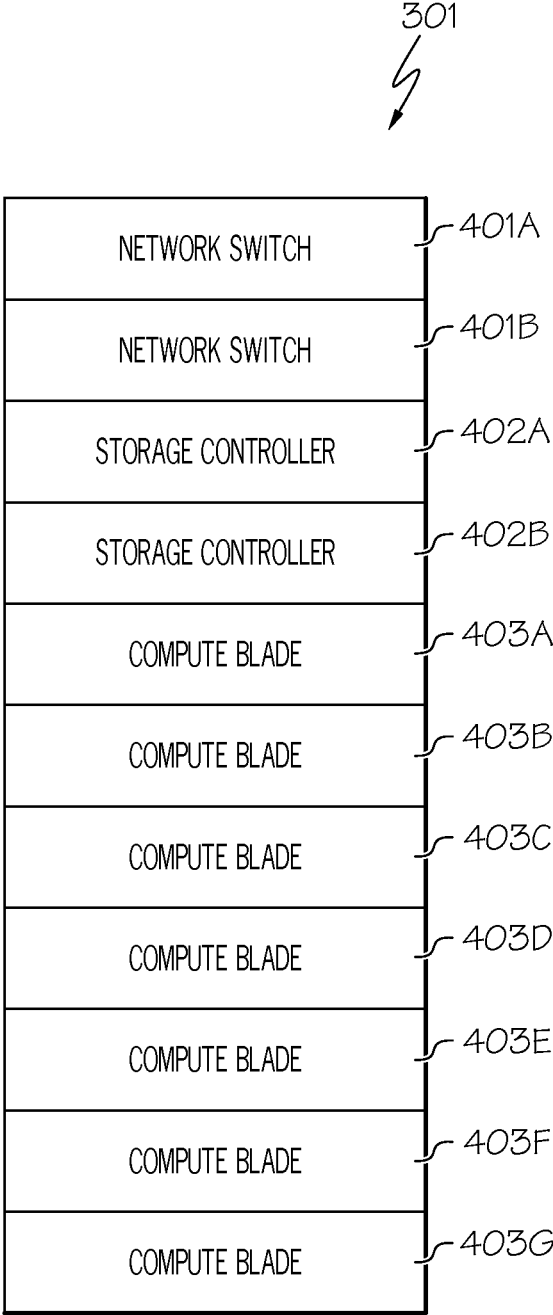 301
NETWORK SWITCH 401A
NETWORK SWITCH 401B
STORAGE CONTROLLER 402A
STORAGE CONTROLLER 402B
COMPUTE BLADE 403A
COMPUTE BLADE 403B
COMPUTE BLADE 403C
COMPUTE BLADE 403D
COMPUTE BLADE 403E
COMPUTE BLADE 403F
COMPUTE BLADE 403G